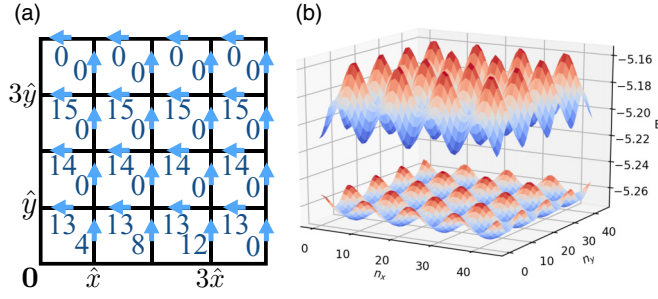 (a)
0 0 0 0
0 0 0 0
3ŷ
15 15 15 15
0 0 0 0
14 14 14 14
0 0 0 0
ŷ
13 13 13 13
4 8 12 0
0 x̂ 3x̂
(b)
−5.16
−5.18
−5.20
−5.22
−5.24
−5.26
E
0 10 20 30 40
n_x
0 10 20 30 40
n_y